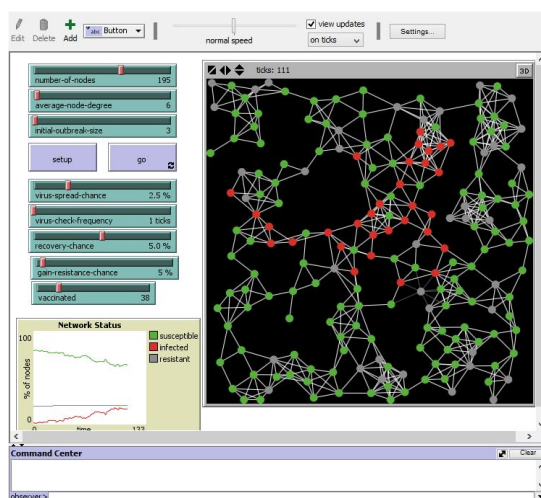 Edit Delete Add abc Button normal speed view updates on ticks Settings...
number-of-nodes 195
average-node-degree 6
initial-outbreak-size 3
setup go
virus-spread-chance 2.5 %
virus-check-frequency 1 ticks
recovery-chance 5.0 %
gain-resistance-chance 5 %
vaccinated 38
Network Status
100
% of nodes
0
0 time 122
susceptible
infected
resistant
ticks: 111 3D
Command Center Clear
observer>